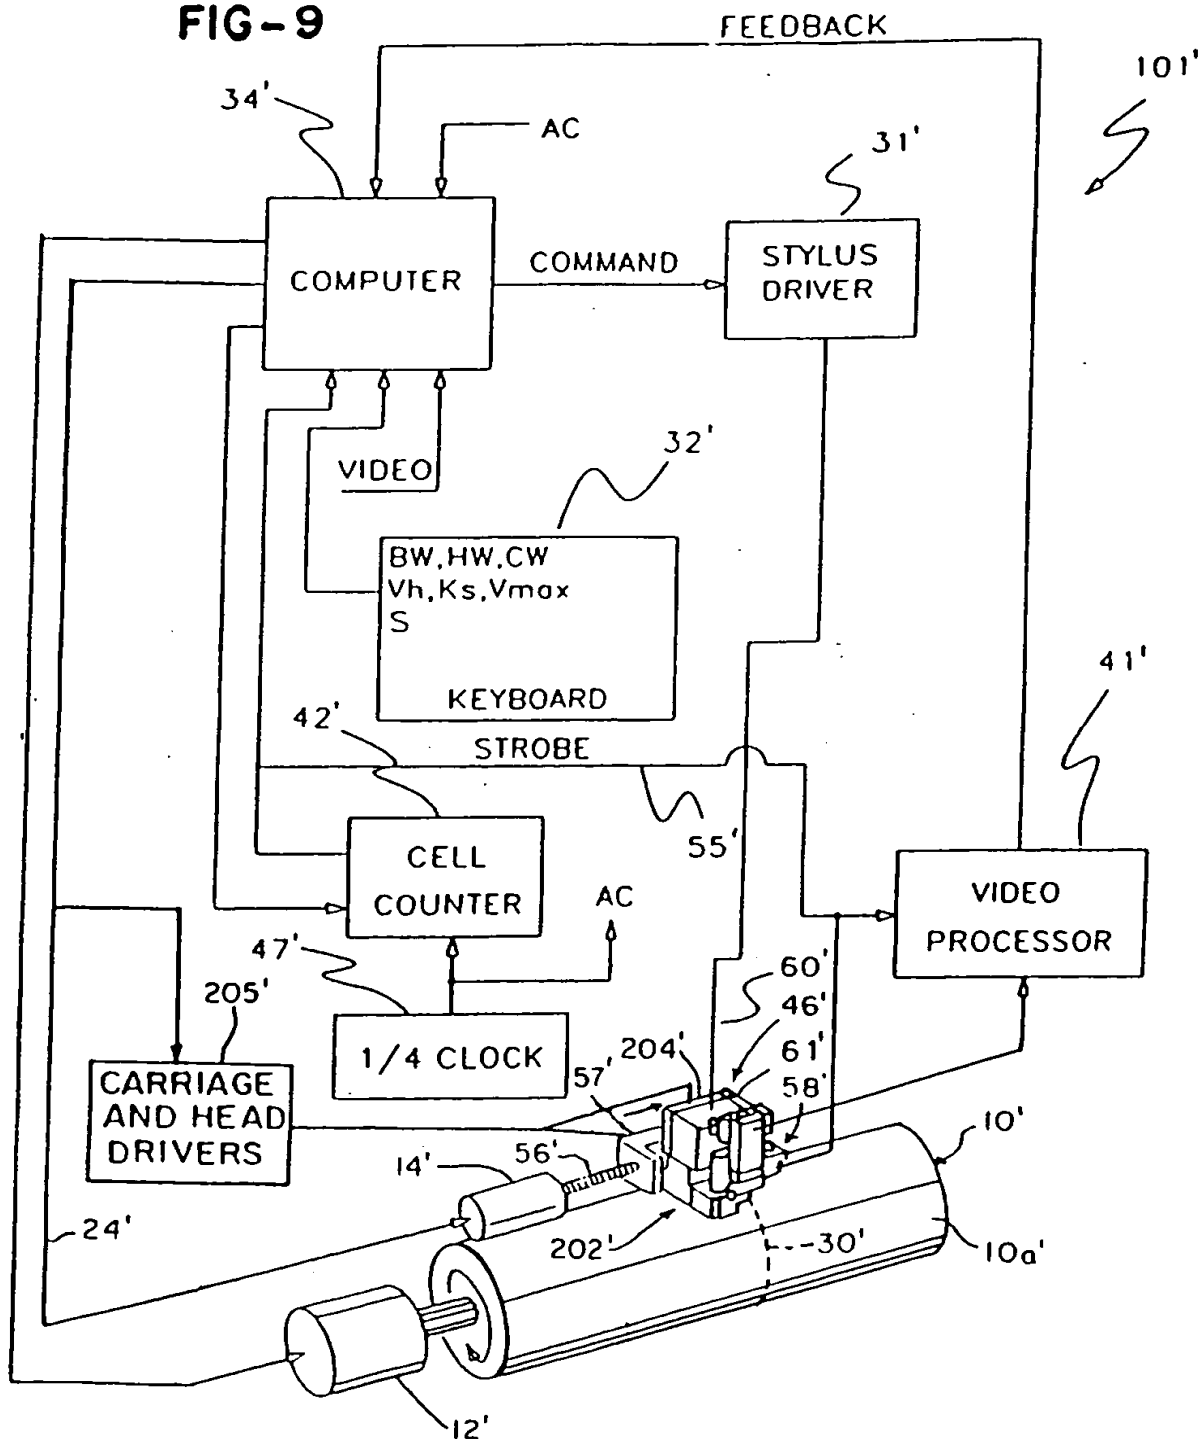 FIG-9
FEEDBACK
101'
34'
AC
31'
COMPUTER
COMMAND
STYLUS
DRIVER
VIDEO
32'
BW,HW,CW
Vh,Ks,Vmax
S
KEYBOARD
42'
STROBE
41'
55'
CELL
COUNTER
AC
VIDEO
PROCESSOR
47'
205'
1/4 CLOCK
60'
46'
204'
61'
57'
58'
CARRIAGE
AND HEAD
DRIVERS
14'
56'
10'
24'
202'
30'
10a'
12'